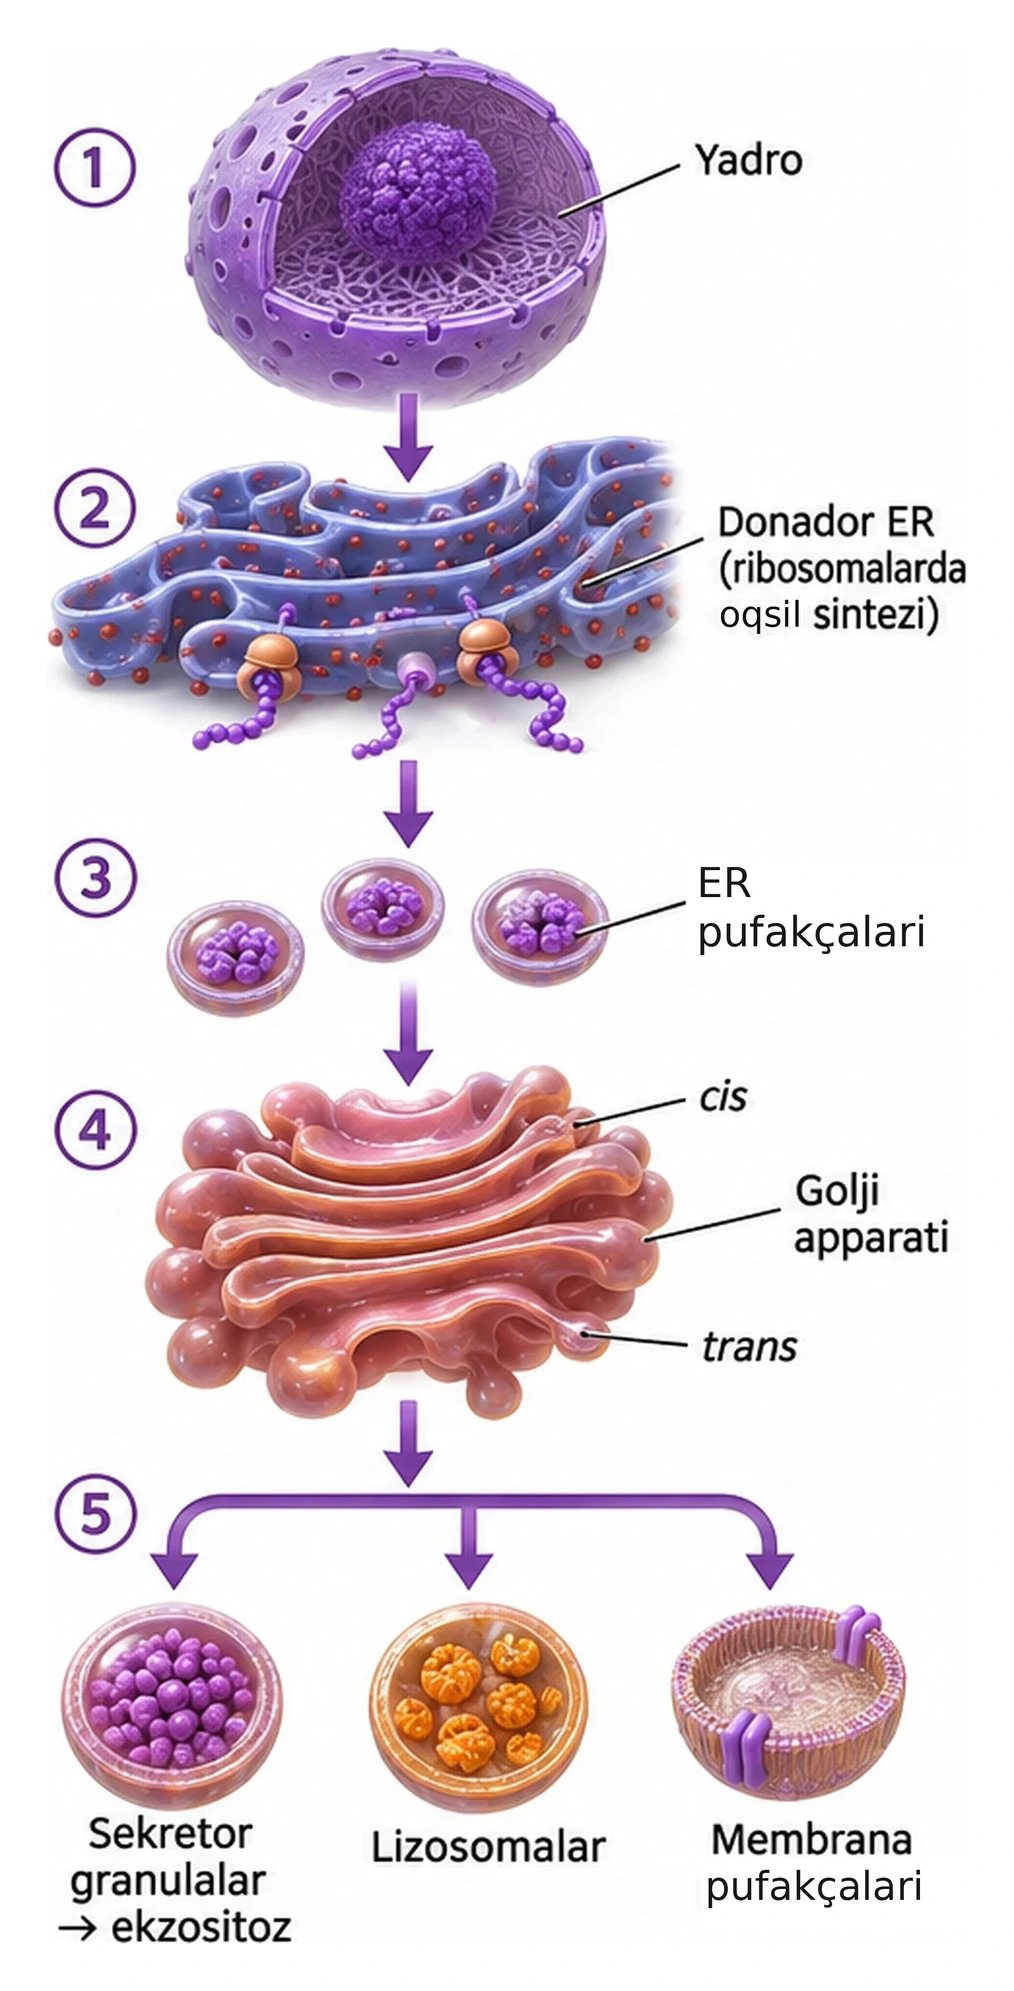 1
Yadro
2
Donador ER
(ribosomalarda
oqsil sintezi)
3
ER
pufakçalari
4
cis
Golji
apparati
trans
5
Sekretor
granulalar
→ ekzositoz
Lizosomalar
Membrana
pufakçalari